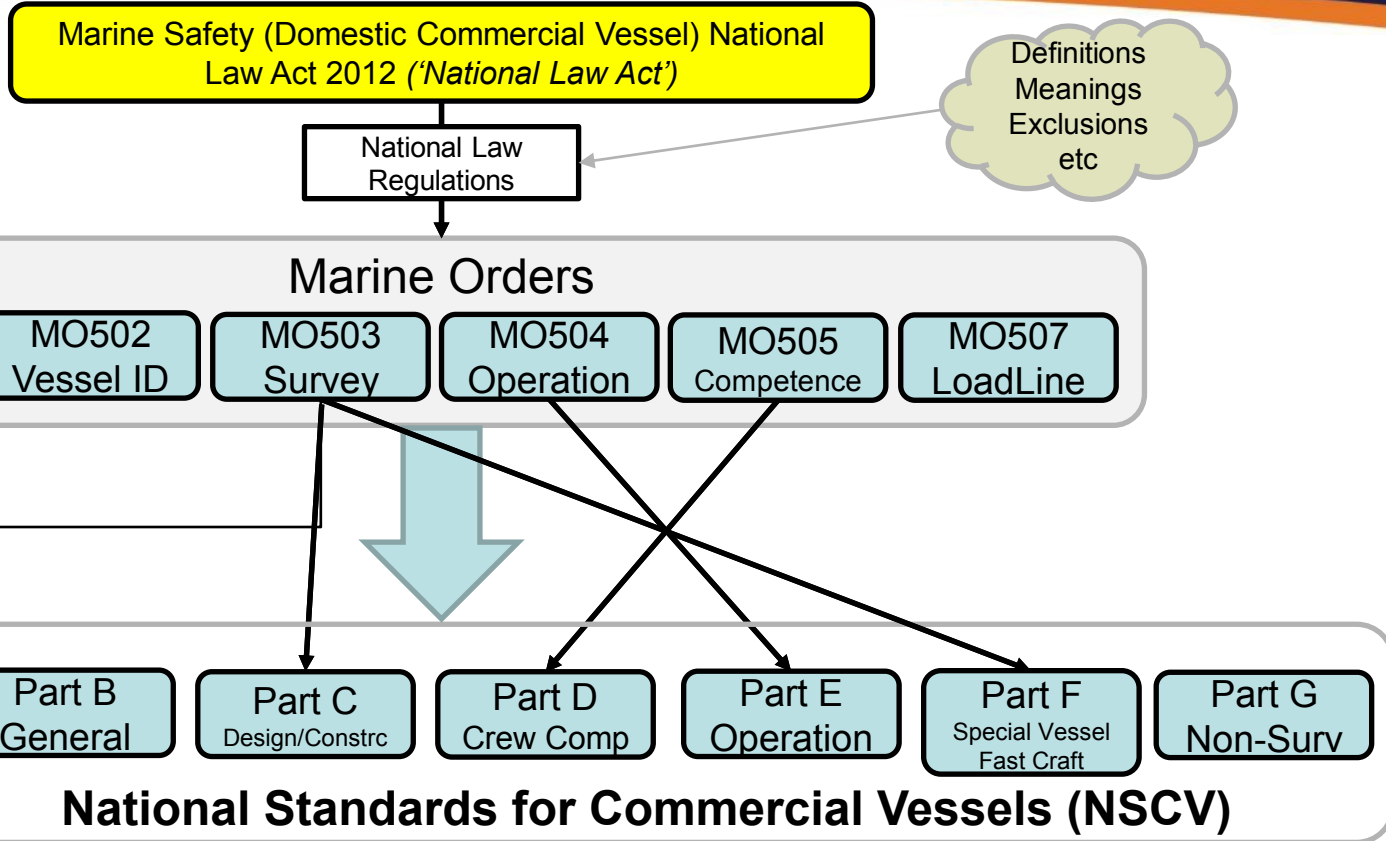 Marine Safety (Domestic Commercial Vessel) National
Law Act 2012 (‘National Law Act’)
Definitions
Meanings
Exclusions
etc
National Law
Regulations
Marine Orders
MO502
Vessel ID
MO503
Survey
MO504
Operation
MO505
Competence
MO507
LoadLine
Part B
General
Part C
Design/Constrc
Part D
Crew Comp
Part E
Operation
Part F
Special Vessel
Fast Craft
Part G
Non-Surv
National Standards for Commercial Vessels (NSCV)